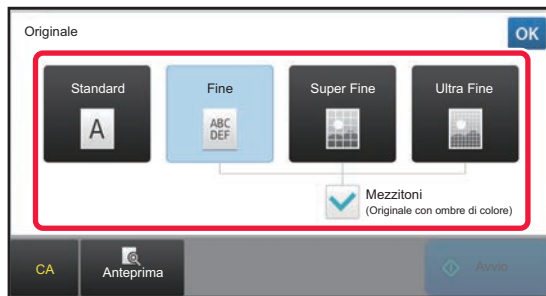 Originale
OK
Standard
Fine
Super Fine
Ultra Fine
A
ABC
DEF
Mezzitoni
(Originale con ombre di colore)
CA
Anteprima
Avvio